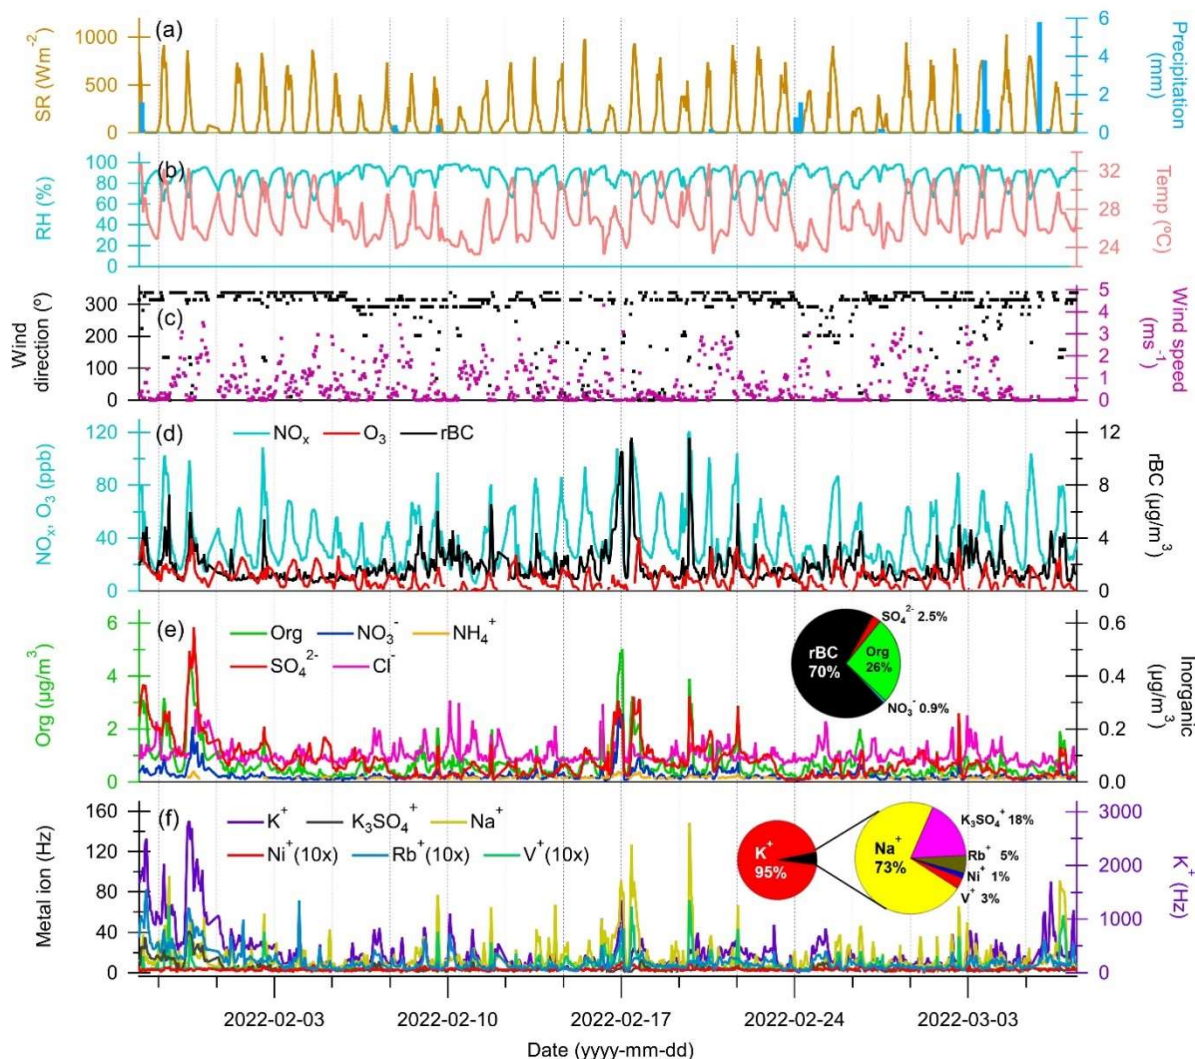 (a)
SR (Wm⁻²)
1000
500
0
6
4
2
0
Precipitation (mm)
(b)
RH (%)
100
80
60
40
20
0
32
28
24
Temp (ºC)
(c)
Wind direction (º)
300
200
100
0
5
4
3
2
1
0
Wind speed (ms⁻¹)
(d)
NOₓ O₃ rBC
NOₓ, O₃ (ppb)
120
80
40
0
12
8
4
0
rBC (µg/m³)
(e)
Org NO₃⁻ NH₄⁺
SO₄²⁻ Cl⁻
Org (µg/m³)
6
4
2
0
rBC
70%
SO₄²⁻ 2.5%
Org
26%
NO₃⁻ 0.9%
0.6
0.4
0.2
0.0
Inorganic (µg/m³)
(f)
K⁺ K₃SO₄⁺ Na⁺
Ni⁺(10x) Rb⁺(10x) V⁺(10x)
Metal ion (Hz)
160
120
80
40
0
K⁺
95%
Na⁺
73%
K₃SO₄⁺ 18%
Rb⁺ 5%
Ni⁺ 1%
V⁺ 3%
3000
2000
1000
0
K⁺ (Hz)
2022-02-03 2022-02-10 2022-02-17 2022-02-24 2022-03-03
Date (yyyy-mm-dd)